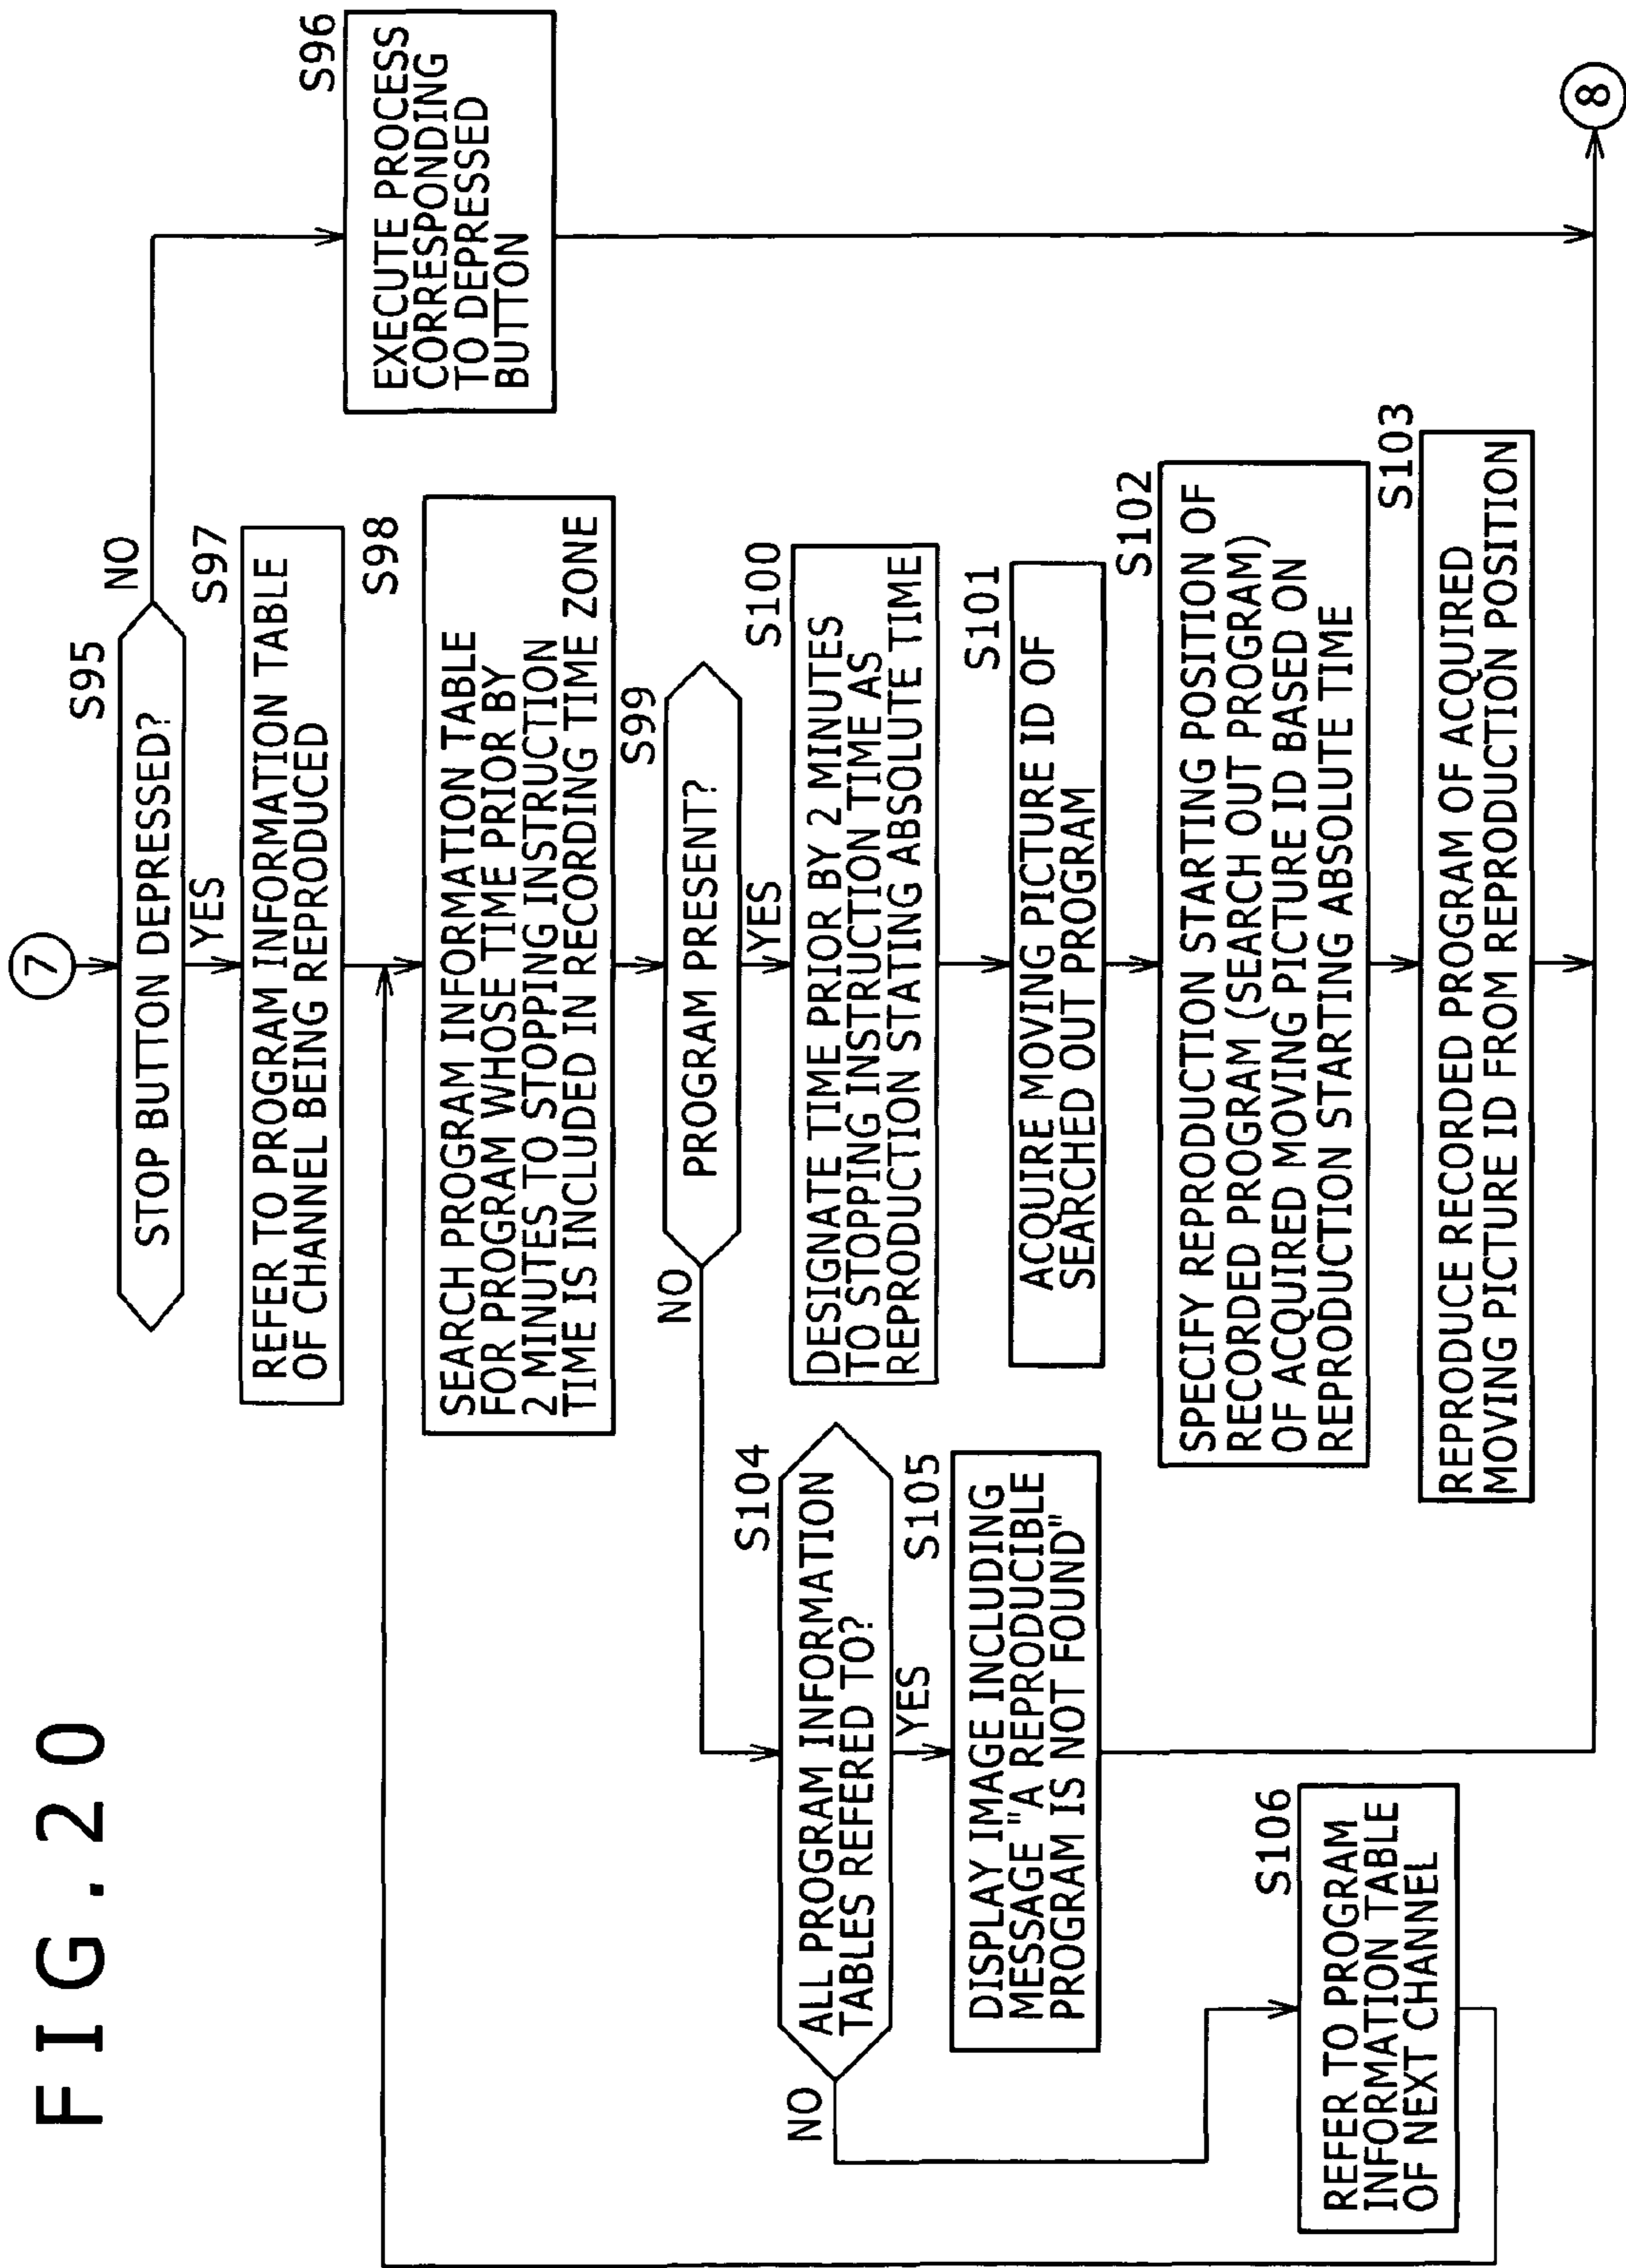 FIG.20
7
S95
STOP BUTTON DEPRESSED?
NO
YES
S96
EXECUTE PROCESS
CORRESPONDING
TO DEPRESSED
BUTTON
S97
REFER TO PROGRAM INFORMATION TABLE
OF CHANNEL BEING REPRODUCED
S98
SEARCH PROGRAM INFORMATION TABLE
FOR PROGRAM WHOSE TIME PRIOR BY
2 MINUTES TO STOPPING INSTRUCTION
TIME IS INCLUDED IN RECORDING TIME ZONE
S99
PROGRAM PRESENT?
NO
YES
S100
DESIGNATE TIME PRIOR BY 2 MINUTES
TO STOPPING INSTRUCTION TIME AS
REPRODUCTION STATING ABSOLUTE TIME
S101
ACQUIRE MOVING PICTURE ID OF
SEARCHED OUT PROGRAM
S102
SPECIFY REPRODUCTION STARTING POSITION OF
RECORDED PROGRAM (SEARCH OUT PROGRAM)
OF ACQUIRED MOVING PICTURE ID BASED ON
REPRODUCTION STARTING ABSOLUTE TIME
S103
REPRODUCE RECORDED PROGRAM OF ACQUIRED
MOVING PICTURE ID FROM REPRODUCTION POSITION
S104
ALL PROGRAM INFORMATION
TABLES REFERED TO?
NO
YES
S105
DISPLAY IMAGE INCLUDING
MESSAGE "A REPRODUCIBLE
PROGRAM IS NOT FOUND"
S106
REFER TO PROGRAM
INFORMATION TABLE
OF NEXT CHANNEL
8